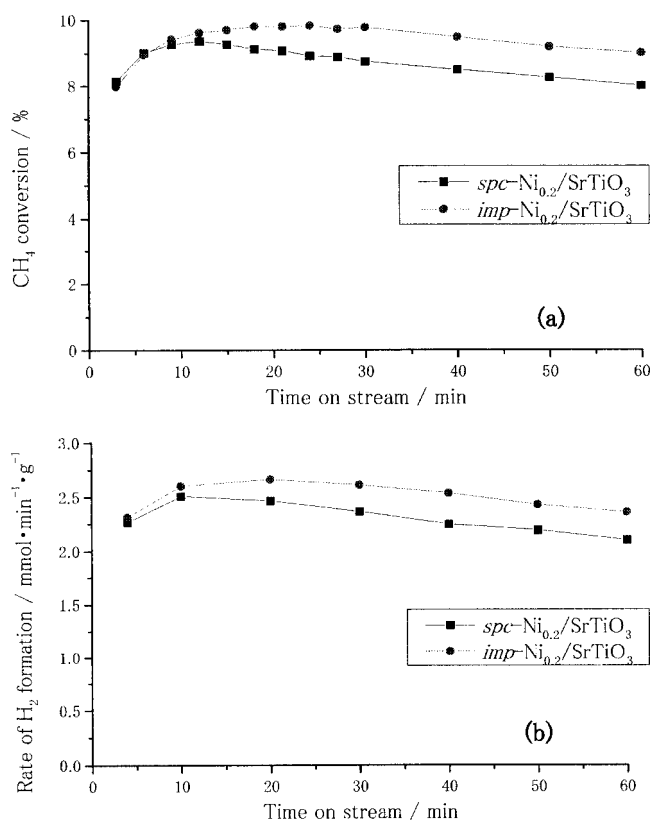 10
8
6
4
2
0
CH₄ conversion / %
spc-Ni₀.₂/SrTiO₃
imp-Ni₀.₂/SrTiO₃
(a)
0 10 20 30 40 50 60
Time on stream / min
3.0
2.5
2.0
1.5
1.0
0.5
0.0
Rate of H₂ formation / mmol·min⁻¹·g⁻¹
spc-Ni₀.₂/SrTiO₃
imp-Ni₀.₂/SrTiO₃
(b)
0 10 20 30 40 50 60
Time on stream / min